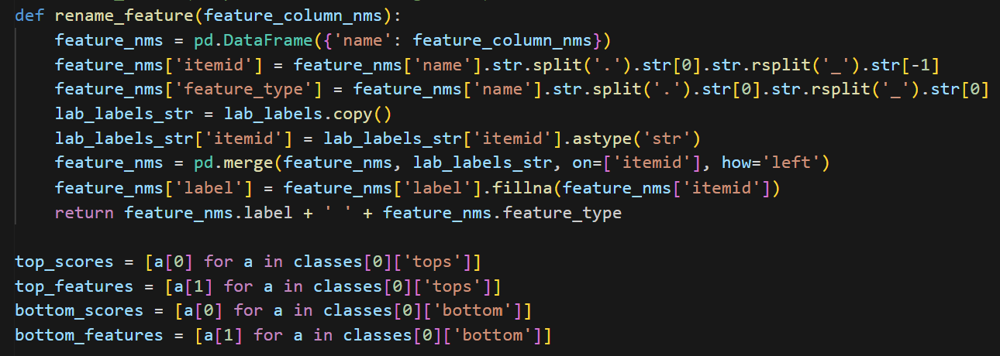 def rename_feature(feature_column_nms):
    feature_nms = pd.DataFrame({'name': feature_column_nms})
    feature_nms['itemid'] = feature_nms['name'].str.split('.').str[0].str.rsplit('_').str[-1]
    feature_nms['feature_type'] = feature_nms['name'].str.split('.').str[0].str.rsplit('_').str[0]
    lab_labels_str = lab_labels.copy()
    lab_labels_str['itemid'] = lab_labels_str['itemid'].astype('str')
    feature_nms = pd.merge(feature_nms, lab_labels_str, on=['itemid'], how='left')
    feature_nms['label'] = feature_nms['label'].fillna(feature_nms['itemid'])
    return feature_nms.label + ' ' + feature_nms.feature_type

top_scores = [a[0] for a in classes[0]['tops']]
top_features = [a[1] for a in classes[0]['tops']]
bottom_scores = [a[0] for a in classes[0]['bottom']]
bottom_features = [a[1] for a in classes[0]['bottom']]